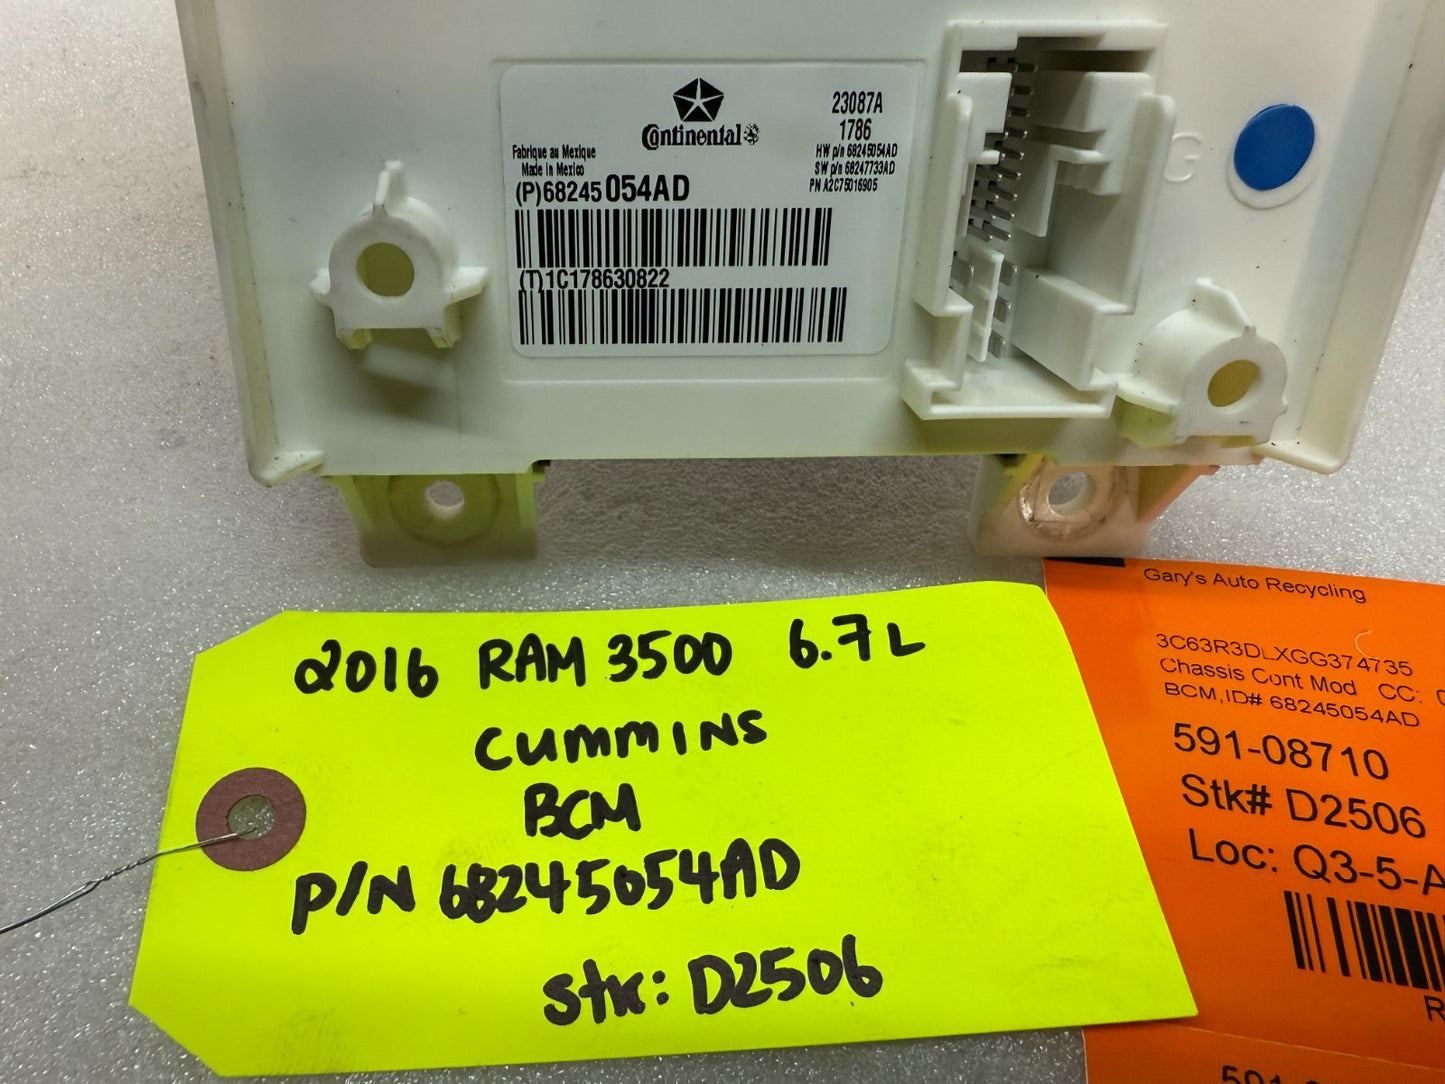 Continental
23087A
1786
HW p/n 68245054AD
SW p/n 68247733AD
PN A2C75016905
Fabrique au Mexique
Made in Mexico
(P)68245054AD
(T)1C178630822
G
2016 RAM 3500 6.7L
CUMMINS
BCM
P/N 68245054AD
Stk: D2506
Gary's Auto Recycling
3C63R3DLXGG374735
Chassis Cont Mod CC:
BCM,ID# 68245054AD
591-08710
Stk# D2506
Loc: Q3-5-A
R